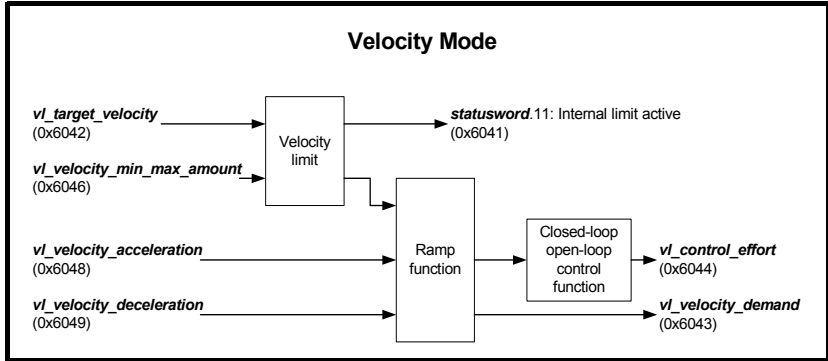 Velocity Mode
vl_target_velocity
(0x6042)
statusword.11: Internal limit active
(0x6041)
Velocity
limit
vl_velocity_min_max_amount
(0x6046)
vl_velocity_acceleration
(0x6048)
Ramp
function
Closed-loop
open-loop
control
function
vl_control_effort
(0x6044)
vl_velocity_deceleration
(0x6049)
vl_velocity_demand
(0x6043)